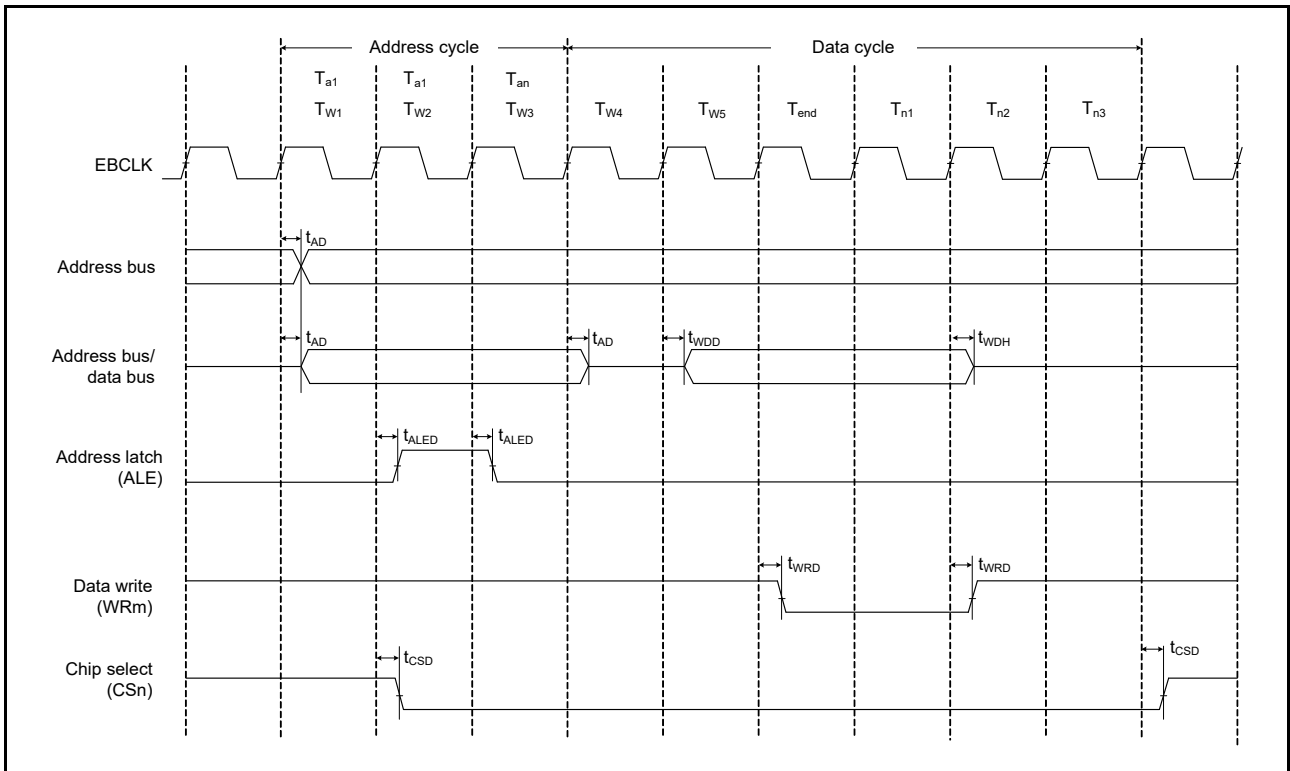 Address cycle Data cycle
Ta1 Ta1 Tan
TW1 TW2 TW3 TW4 TW5 Tend Tn1 Tn2 Tn3
EBCLK
tAD
Address bus
tAD tAD tWDD tWDH
Address bus/
data bus
tALED tALED
Address latch
(ALE)
tWRD tWRD
Data write
(WRm)
tCSD tCSD
Chip select
(CSn)